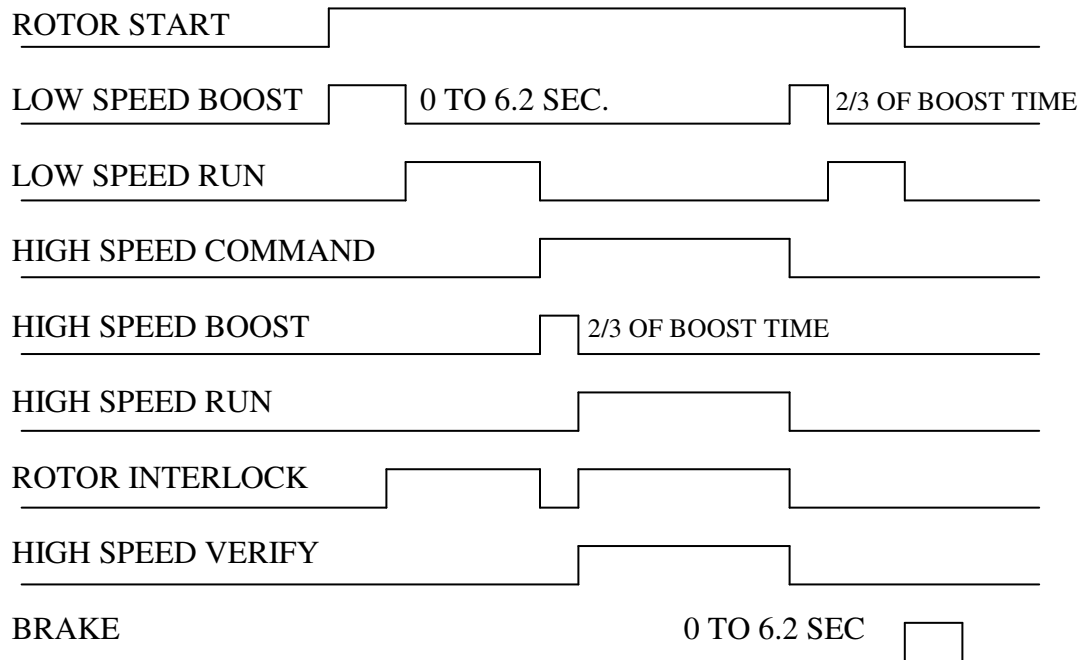 ROTOR START
LOW SPEED BOOST 0 TO 6.2 SEC. 2/3 OF BOOST TIME
LOW SPEED RUN
HIGH SPEED COMMAND
HIGH SPEED BOOST 2/3 OF BOOST TIME
HIGH SPEED RUN
ROTOR INTERLOCK
HIGH SPEED VERIFY
BRAKE 0 TO 6.2 SEC